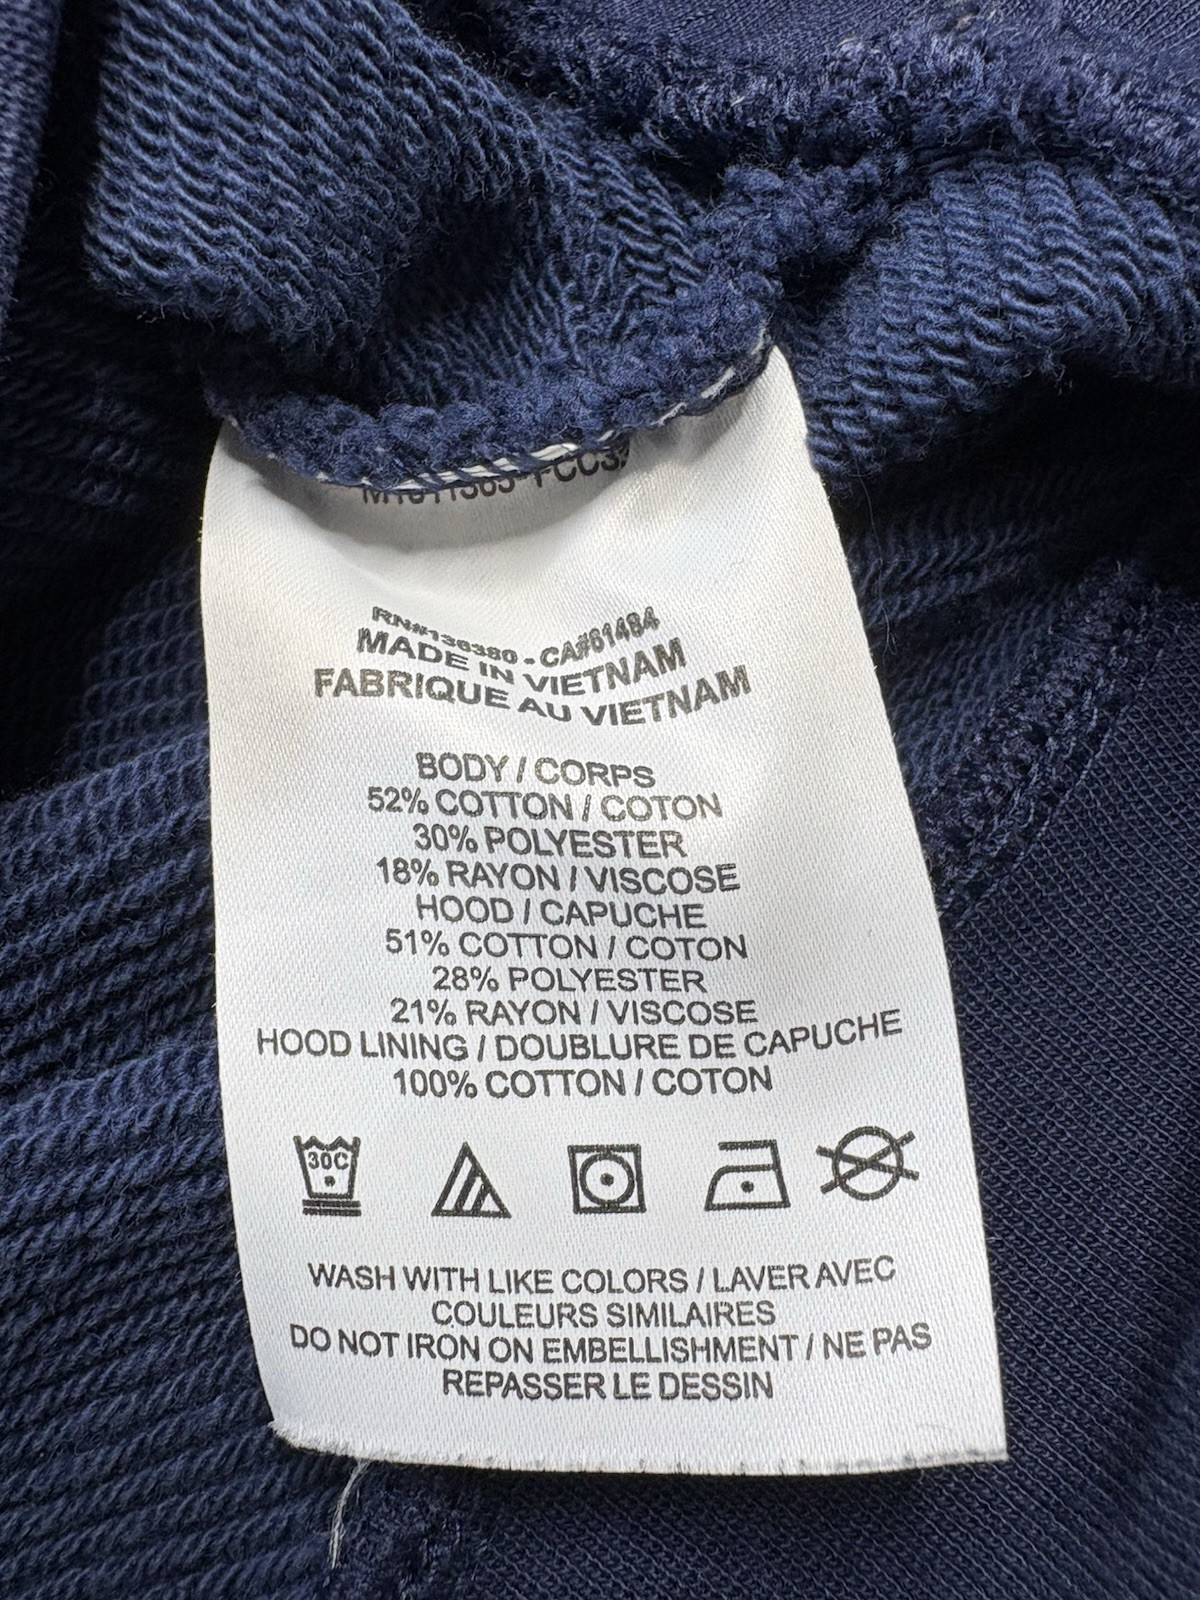 RN#136380 - CA#61484
MADE IN VIETNAM
FABRIQUE AU VIETNAM
BODY / CORPS
52% COTTON / COTON
30% POLYESTER
18% RAYON / VISCOSE
HOOD / CAPUCHE
51% COTTON / COTON
28% POLYESTER
21% RAYON / VISCOSE
HOOD LINING / DOUBLURE DE CAPUCHE
100% COTTON / COTON
30C
WASH WITH LIKE COLORS / LAVER AVEC
COULEURS SIMILAIRES
DO NOT IRON ON EMBELLISHMENT / NE PAS
REPASSER LE DESSIN